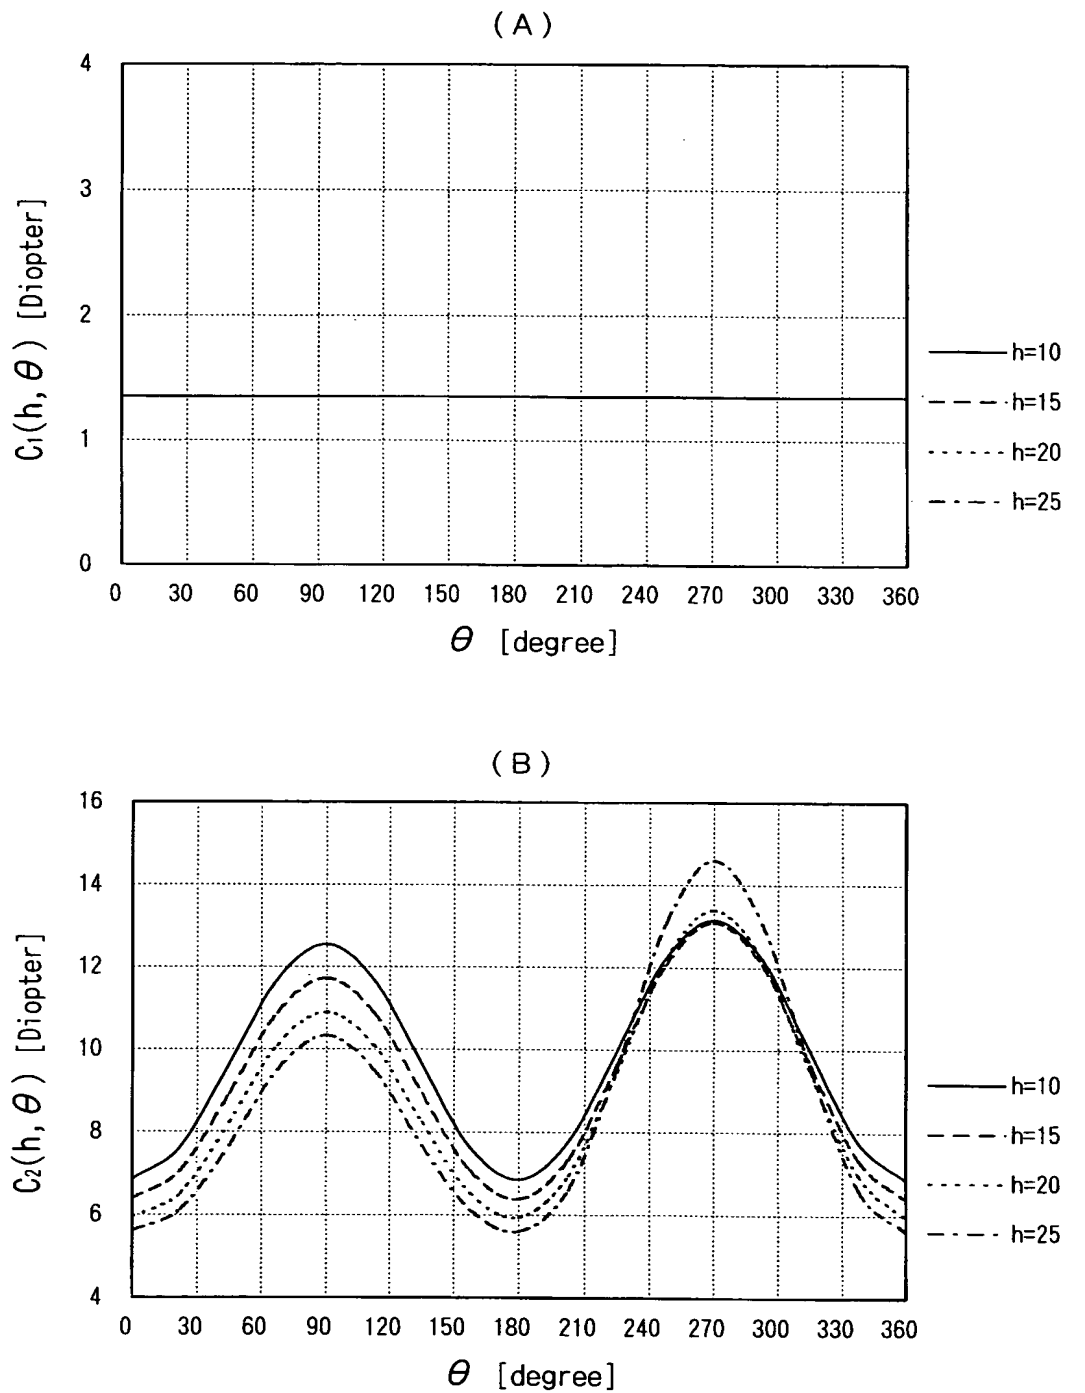 (A)
4
3
2
1
0
C₁(h, θ) [Diopter]
0 30 60 90 120 150 180 210 240 270 300 330 360
θ [degree]
h=10
h=15
h=20
h=25
(B)
16
14
12
10
8
6
4
C₂(h, θ) [Diopter]
0 30 60 90 120 150 180 210 240 270 300 330 360
θ [degree]
h=10
h=15
h=20
h=25